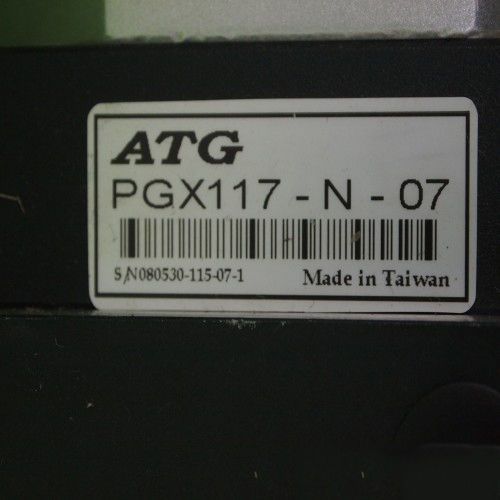 ATG
PGX117 - N - 07
S/N080530-115-07-1
Made in Taiwan